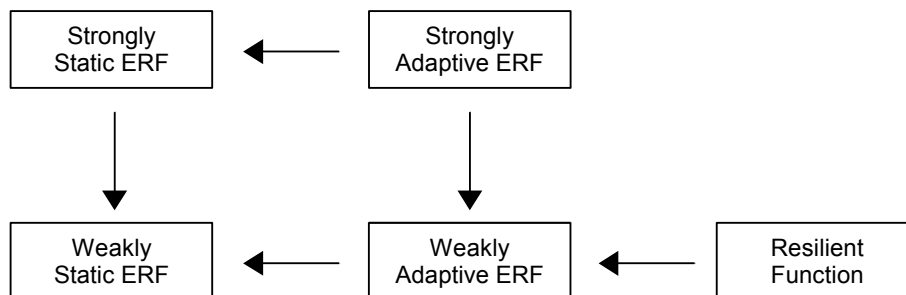 Strongly
Static ERF
Strongly
Adaptive ERF
Weakly
Static ERF
Weakly
Adaptive ERF
Resilient
Function